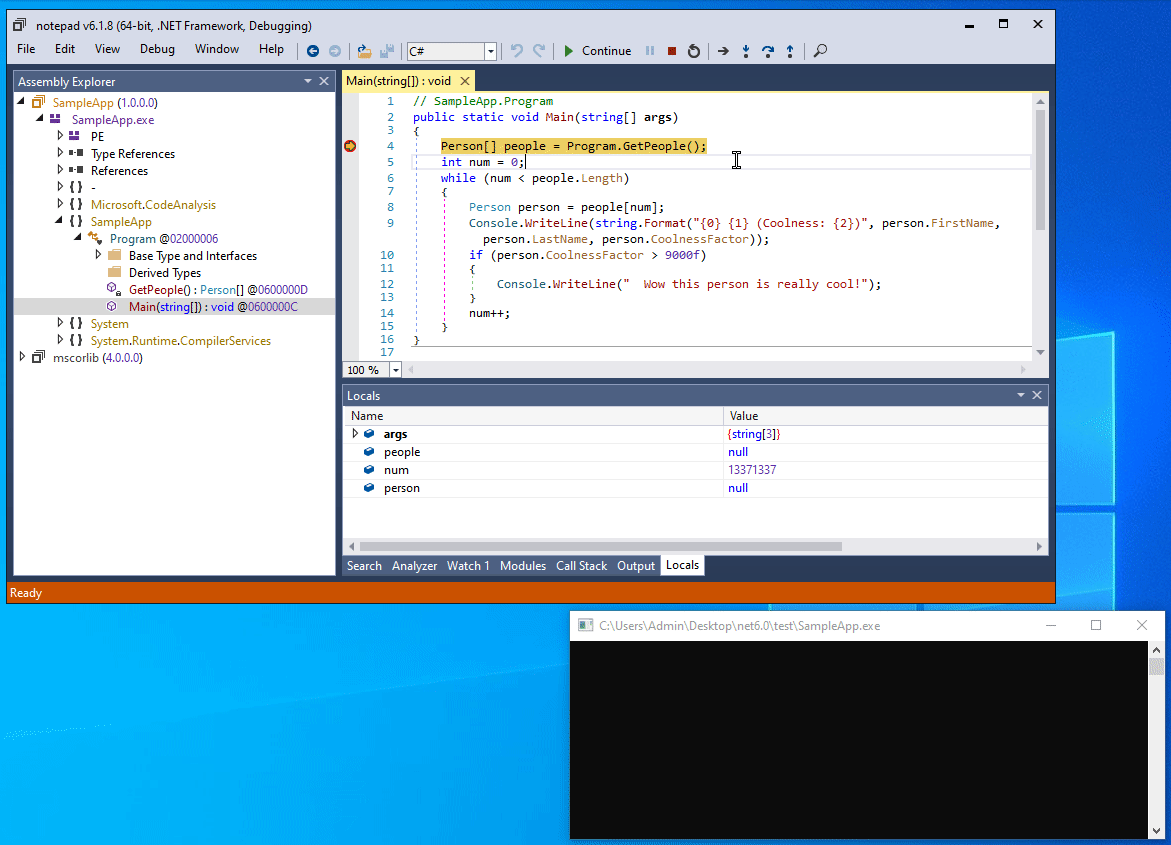 notepad v6.1.8 (64-bit, .NET Framework, Debugging)
File Edit View Debug Window Help C# Continue
Assembly Explorer
SampleApp (1.0.0.0)
SampleApp.exe
PE
Type References
References
{ } -
{ } Microsoft.CodeAnalysis
{ } SampleApp
Program @02000006
Base Type and Interfaces
Derived Types
GetPeople() : Person[] @0600000D
Main(string[]) : void @0600000C
{ } System
{ } System.Runtime.CompilerServices
mscorlib (4.0.0.0)
Main(string[]) : void
1 // SampleApp.Program
2 public static void Main(string[] args)
3 {
4 Person[] people = Program.GetPeople();
5 int num = 0;
6 while (num < people.Length)
7 {
8 Person person = people[num];
9 Console.WriteLine(string.Format("{0} {1} (Coolness: {2})", person.FirstName,
person.LastName, person.CoolnessFactor));
10 if (person.CoolnessFactor > 9000f)
11 {
12 Console.WriteLine("  Wow this person is really cool!");
13 }
14 num++;
15 }
16 }
17
100 %
Locals
Name Value
args {string[3]}
people null
num 13371337
person null
Search Analyzer Watch 1 Modules Call Stack Output Locals
Ready
C:\Users\Admin\Desktop\net6.0\test\SampleApp.exe